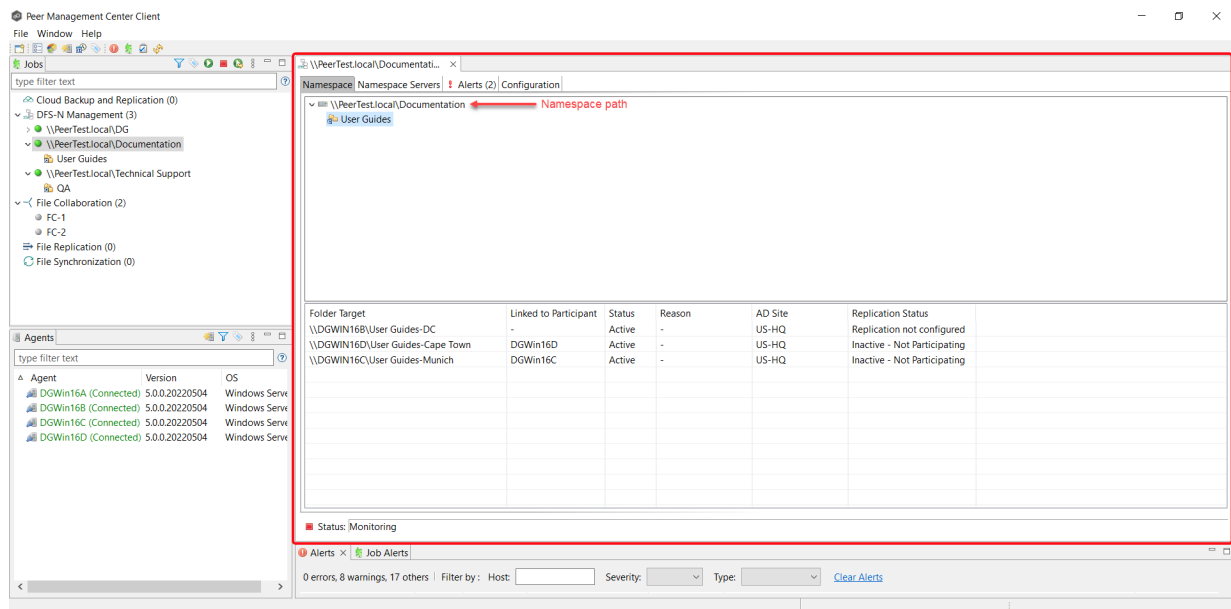 Peer Management Center Client
File Window Help
Jobs
type filter text
Cloud Backup and Replication (0)
DFS-N Management (3)
\\PeerTest.local\DG
\\PeerTest.local\Documentation
User Guides
\\PeerTest.local\Technical Support
QA
File Collaboration (2)
FC-1
FC-2
File Replication (0)
File Synchronization (0)
Agents
type filter text
Agent Version OS
DGWin16A (Connected) 5.0.0.20220504 Windows Serve
DGWin16B (Connected) 5.0.0.20220504 Windows Serve
DGWin16C (Connected) 5.0.0.20220504 Windows Serve
DGWin16D (Connected) 5.0.0.20220504 Windows Serve
\\PeerTest.local\Documentati...
Namespace Namespace Servers Alerts (2) Configuration
\\PeerTest.local\Documentation Namespace path
User Guides
Folder Target Linked to Participant Status Reason AD Site Replication Status
\\DGWIN16B\User Guides-DC - Active - US-HQ Replication not configured
\\DGWIN16D\User Guides-Cape Town DGWin16D Active - US-HQ Inactive - Not Participating
\\DGWIN16C\User Guides-Munich DGWin16C Active - US-HQ Inactive - Not Participating
Status: Monitoring
Alerts Job Alerts
0 errors, 8 warnings, 17 others Filter by : Host: Severity: Type: Clear Alerts